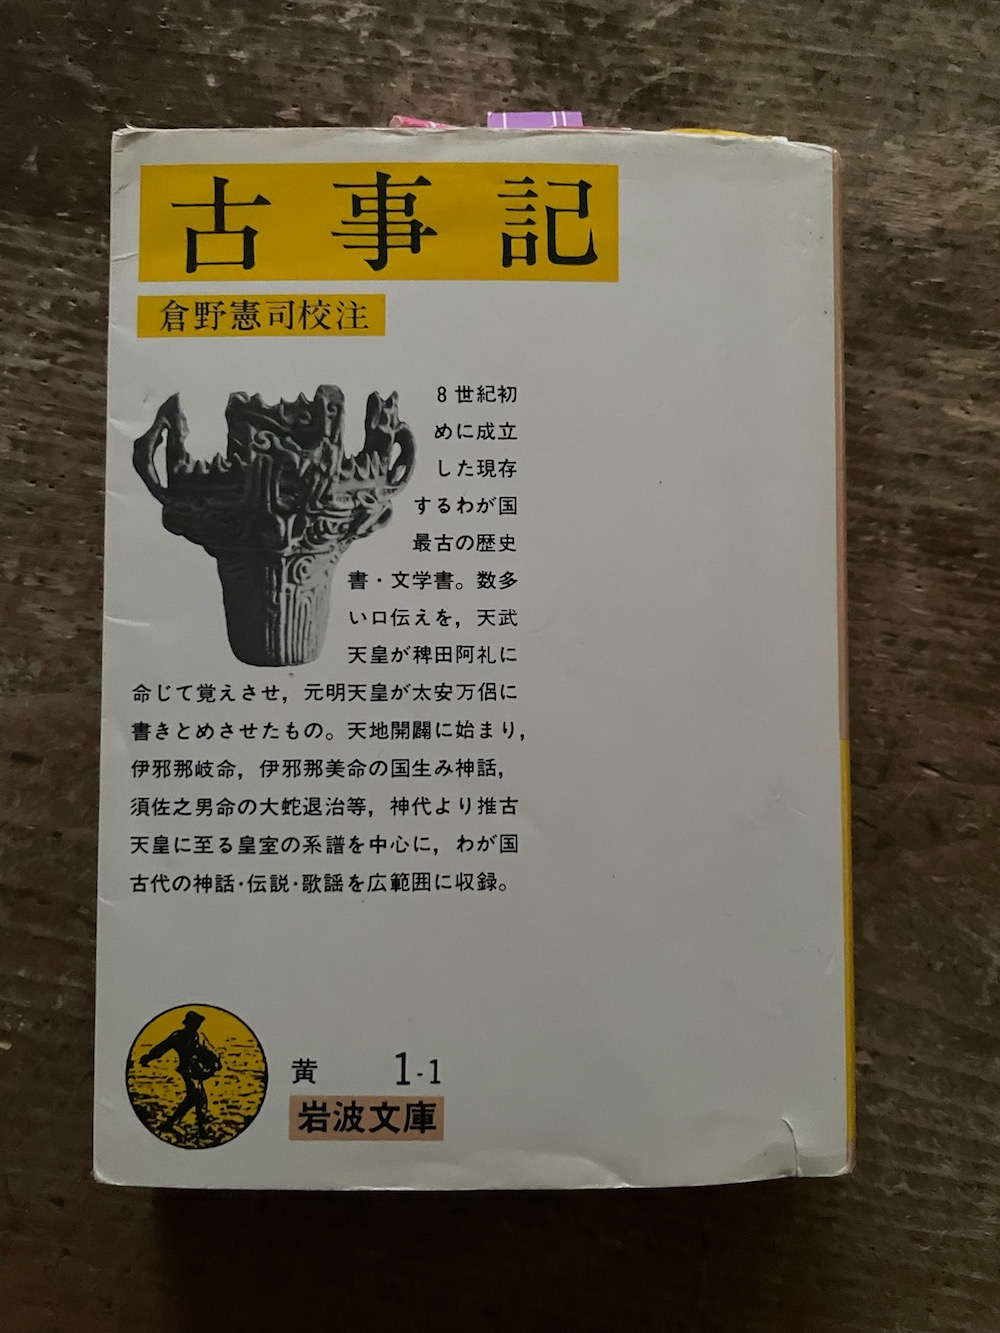 古事記
倉野憲司校注
8世紀初
めに成立
した現存
するわが国
最古の歴史
書・文学書。数多
い口伝えを，天武
天皇が稗田阿礼に
命じて覚えさせ，元明天皇が太安万侶に
書きとめさせたもの。天地開闢に始まり，
伊邪那岐命，伊邪那美命の国生み神話，
須佐之男命の大蛇退治等，神代より推古
天皇に至る皇室の系譜を中心に，わが国
古代の神話・伝説・歌謡を広範囲に収録。
黄 1-1
岩波文庫